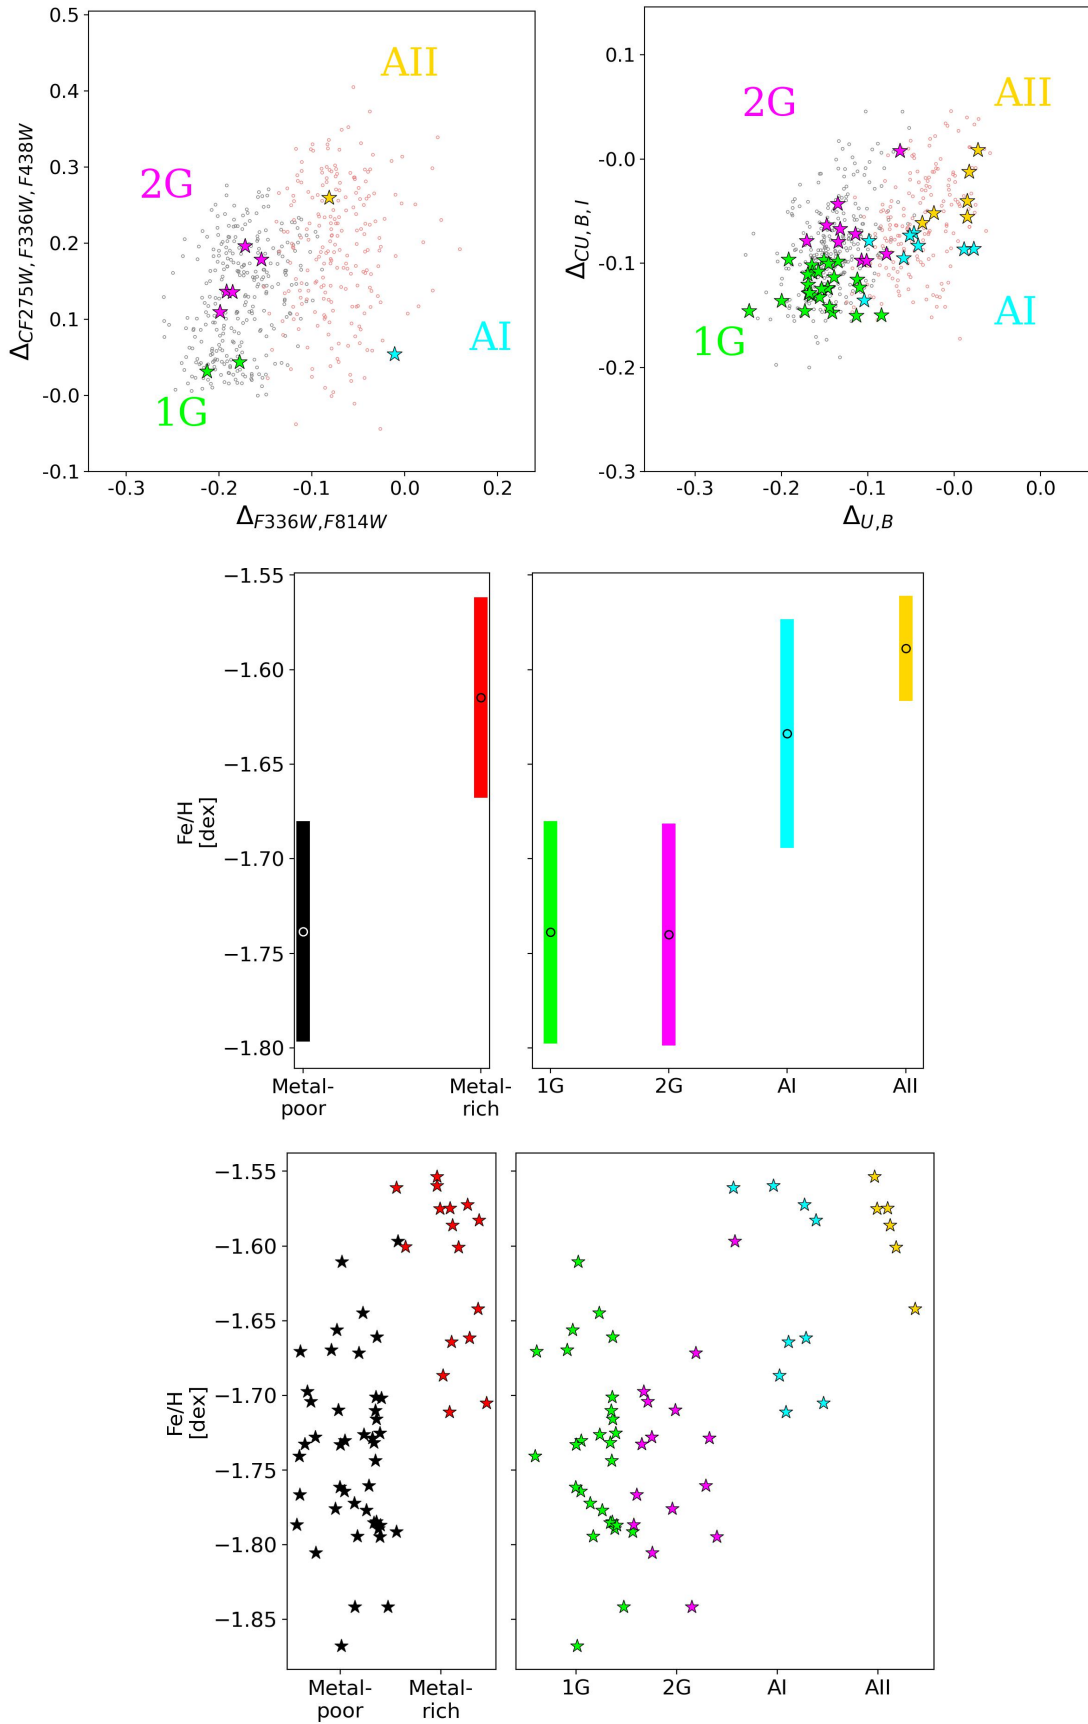 0.5
0.4
0.3
0.2
0.1
-0.0
-0.1
ΔCF275W, F336W, F438W
AII
2G
AI
1G
-0.3
-0.2
-0.1
0.0
0.2
ΔF336W,F814W
0.1
-0.0
-0.1
-0.2
-0.3
ΔCU, B, I
2G
AII
AI
1G
-0.3
-0.2
-0.1
-0.0
0.0
ΔU,B
−1.55
−1.60
−1.65
−1.70
−1.75
−1.80
Fe/H
[dex]
Metal-
poor
Metal-
rich
1G
2G
AI
AII
−1.55
−1.60
−1.65
−1.70
−1.75
−1.80
−1.85
Fe/H
[dex]
Metal-
poor
Metal-
rich
1G
2G
AI
AII